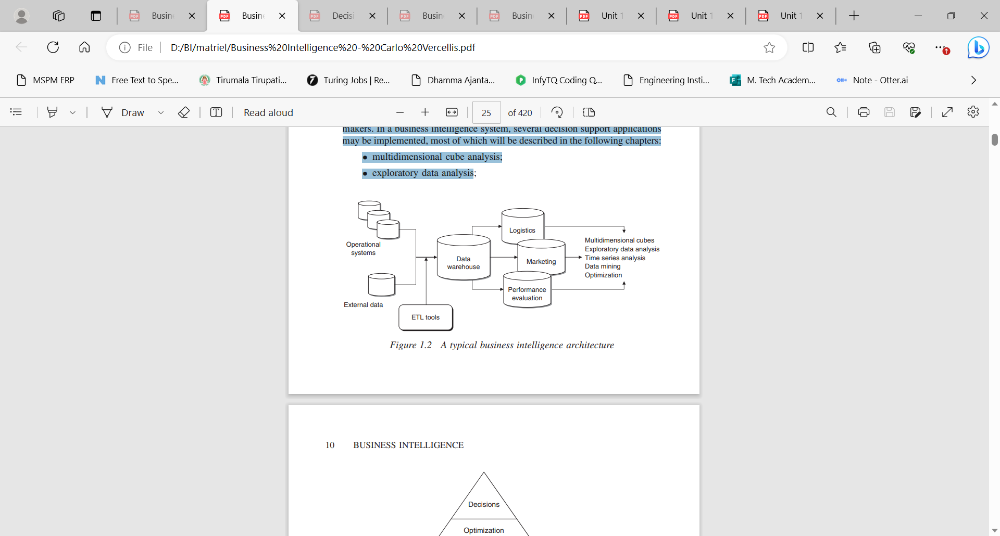 Busin
Busin
Decisi
Busin
Busin
Unit 1
Unit 1
Unit 1
File
D:/BI/matriel/Business%20Intelligence%20-%20Carlo%20Vercellis.pdf
MSPM ERP
Free Text to Spe...
Tirumala Tirupati...
Turing Jobs | Re...
Dhamma Ajanta...
InfyTQ Coding Q...
Engineering Insti...
M. Tech Academ...
Note - Otter.ai
Draw
Read aloud
25 of 420
makers. In a business intelligence system, several decision support applications
may be implemented, most of which will be described in the following chapters:
• multidimensional cube analysis;
• exploratory data analysis;
Operational
systems
External data
ETL tools
Data
warehouse
Logistics
Marketing
Performance
evaluation
Multidimensional cubes
Exploratory data analysis
Time series analysis
Data mining
Optimization
Figure 1.2 A typical business intelligence architecture
10 BUSINESS INTELLIGENCE
Decisions
Optimization